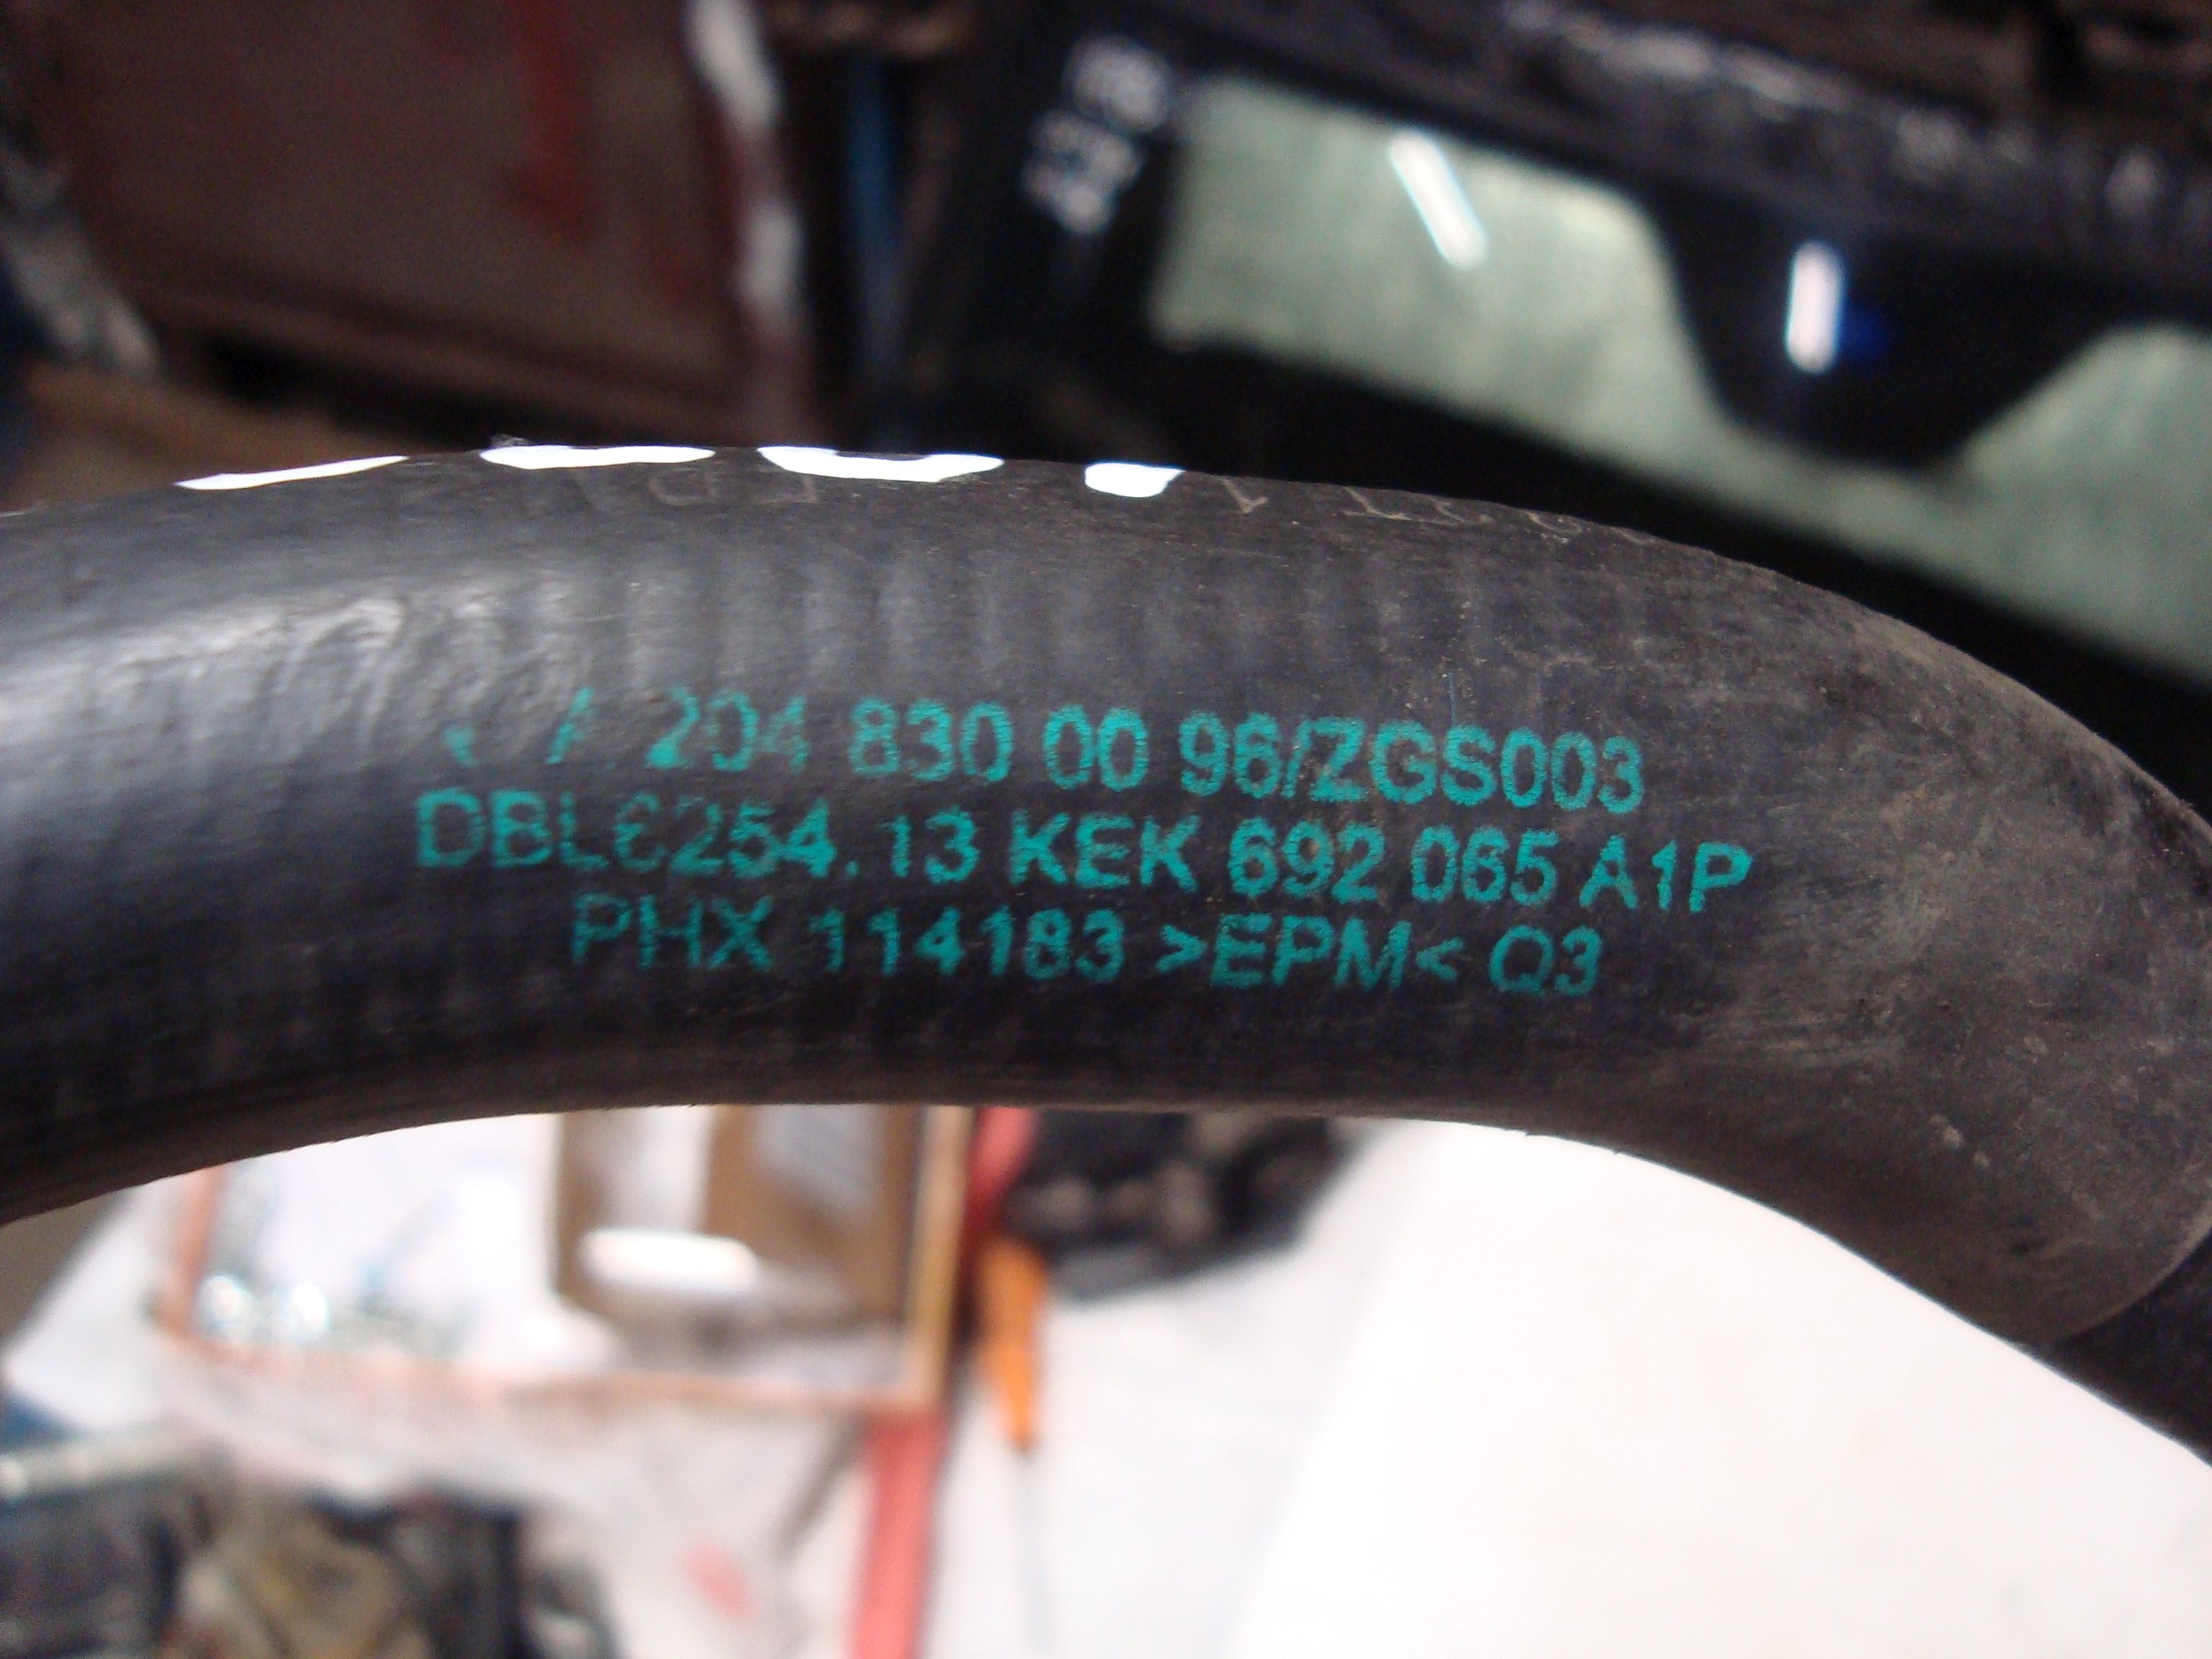 A 204 830 00 96/ZGS003
DBL6254.13 KEK 692 065 A1P
PHX 114183 >EPM< Q3